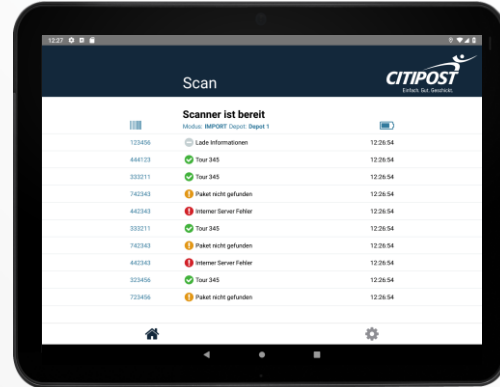 12:27
CITIPOST
Einfach. Gut. Geschickt.
Scan
Scanner ist bereit
Modus: IMPORT Depot: Depot 1
123456 Lade Informationen 12:26:54
444123 Tour 345 12:26:54
333211 Tour 345 12:26:54
742343 Paket nicht gefunden 12:26:54
442343 Interner Server Fehler 12:26:54
333211 Tour 345 12:26:54
742343 Paket nicht gefunden 12:26:54
442343 Interner Server Fehler 12:26:54
323456 Tour 345 12:26:54
723456 Paket nicht gefunden 12:26:54